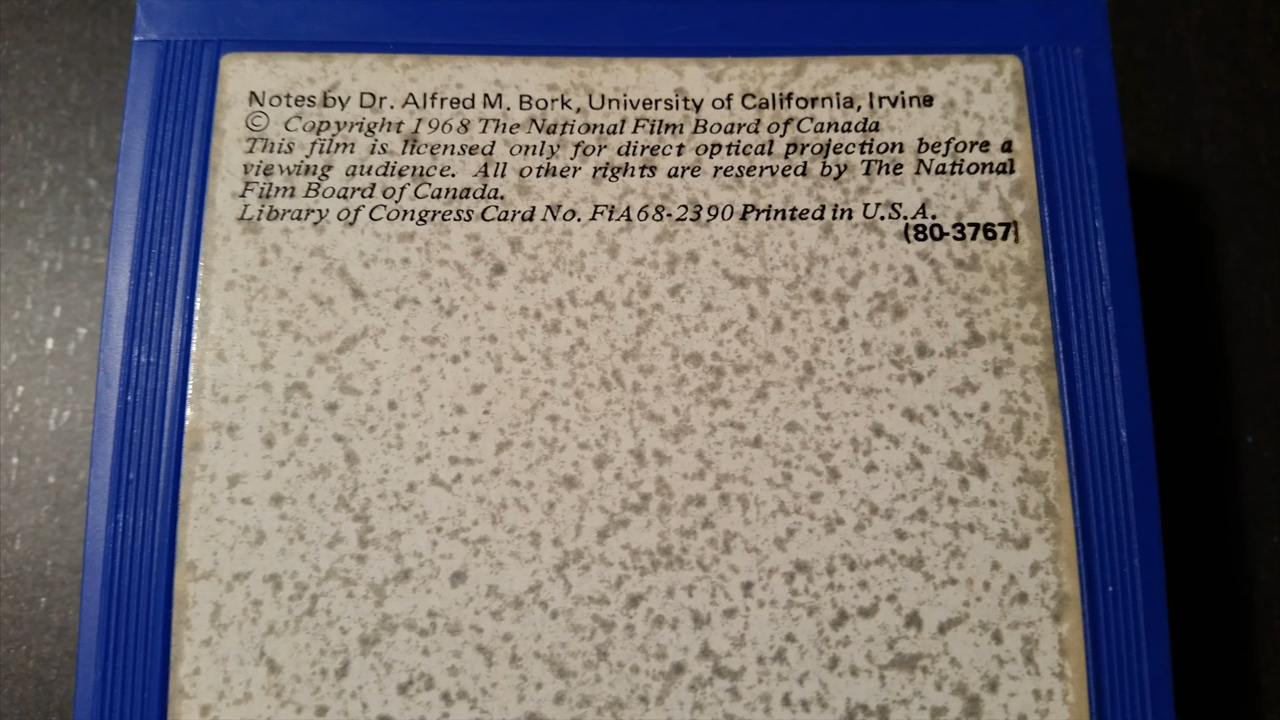 Notes by Dr. Alfred M. Bork, University of California, Irvine
© Copyright 1968 The National Film Board of Canada
This film is licensed only for direct optical projection before a
viewing audience. All other rights are reserved by The National
Film Board of Canada.
Library of Congress Card No. FiA68-2390 Printed in U.S.A.
(80-3767)